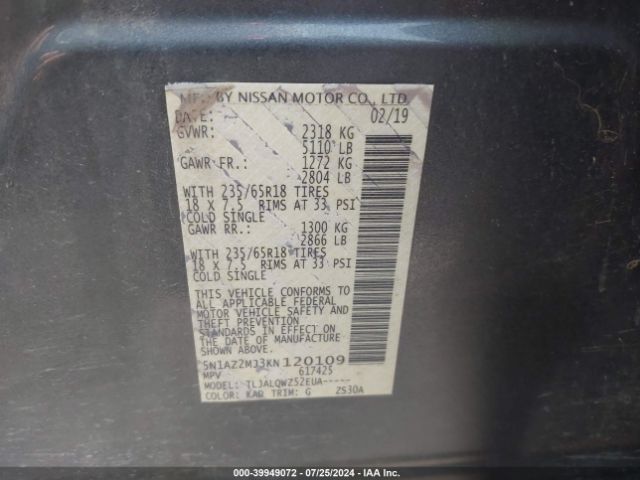 MFD BY NISSAN MOTOR CO., LTD.
DATE: 02/19
GVWR: 2318 KG
5110 LB
GAWR FR.: 1272 KG
2804 LB
WITH 235/65R18 TIRES
18 X 7.5 RIMS AT 33 PSI
COLD SINGLE
GAWR RR.: 1300 KG
2866 LB
WITH 235/65R18 TIRES
18 X 7.5 RIMS AT 33 PSI
COLD SINGLE
THIS VEHICLE CONFORMS TO
ALL APPLICABLE FEDERAL
MOTOR VEHICLE SAFETY AND
THEFT PREVENTION
STANDARDS IN EFFECT ON
THE DATE OF MANUFACTURE
SHOWN ABOVE.
5N1AZ2MJ3KN120109
MPV 617425
MODEL: TLJALQWZ52EUA-----
COLOR: KAD TRIM: G ZS30A
000-39949072 - 07/25/2024 - IAA Inc.